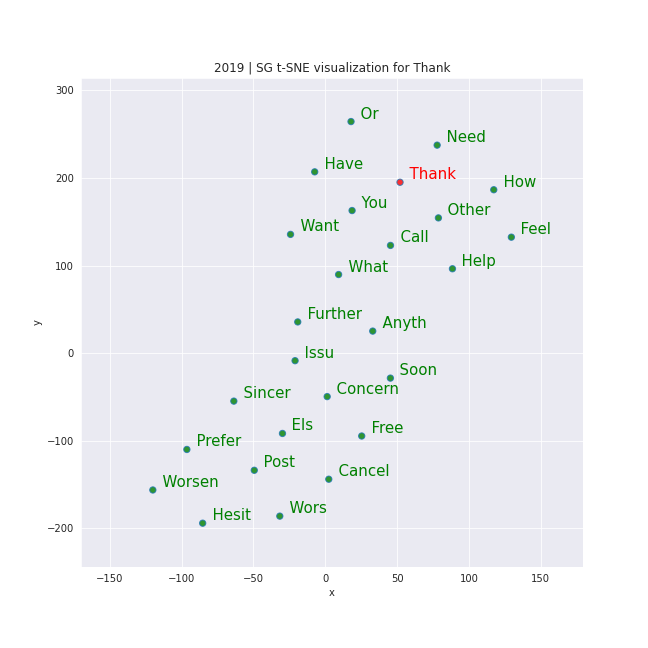 2019 | SG t-SNE visualization for Thank
300
200
100
0
−100
−200
y
Or
Need
Have
Thank
How
You
Other
Want
Call
Feel
What
Help
Further
Anyth
Issu
Soon
Sincer
Concern
Els
Free
Prefer
Post
Cancel
Worsen
Hesit
Wors
−150
−100
−50
0
50
100
150
x